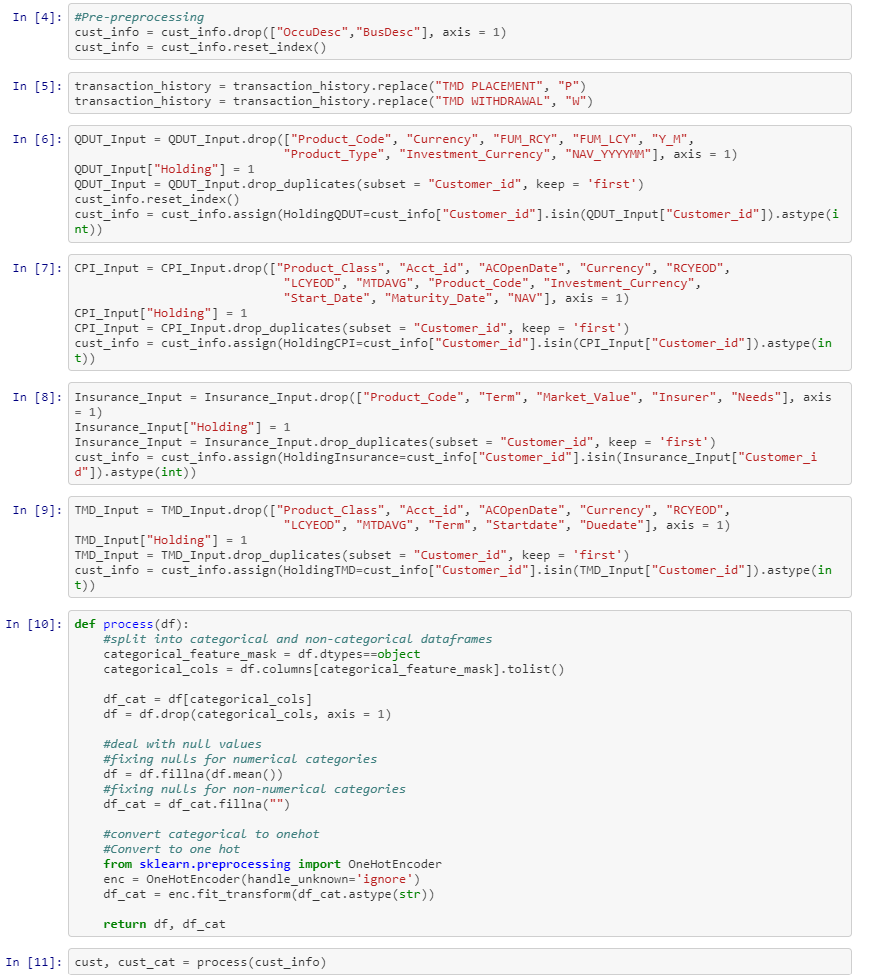 In [4]: #Pre-preprocessing
cust_info = cust_info.drop(["OccuDesc","BusDesc"], axis = 1)
cust_info = cust_info.reset_index()
In [5]: transaction_history = transaction_history.replace("TMD PLACEMENT", "P")
transaction_history = transaction_history.replace("TMD WITHDRAWAL", "W")
In [6]: QDUT_Input = QDUT_Input.drop(["Product_Code", "Currency", "FUM_RCY", "FUM_LCY", "Y_M",
"Product_Type", "Investment_Currency", "NAV_YYYYMM"], axis = 1)
QDUT_Input["Holding"] = 1
QDUT_Input = QDUT_Input.drop_duplicates(subset = "Customer_id", keep = 'first')
cust_info.reset_index()
cust_info = cust_info.assign(HoldingQDUT=cust_info["Customer_id"].isin(QDUT_Input["Customer_id"]).astype(i
nt))
In [7]: CPI_Input = CPI_Input.drop(["Product_Class", "Acct_id", "ACOpenDate", "Currency", "RCYEOD",
"LCYEOD", "MTDAVG", "Product_Code", "Investment_Currency",
"Start_Date", "Maturity_Date", "NAV"], axis = 1)
CPI_Input["Holding"] = 1
CPI_Input = CPI_Input.drop_duplicates(subset = "Customer_id", keep = 'first')
cust_info = cust_info.assign(HoldingCPI=cust_info["Customer_id"].isin(CPI_Input["Customer_id"]).astype(in
t))
In [8]: Insurance_Input = Insurance_Input.drop(["Product_Code", "Term", "Market_Value", "Insurer", "Needs"], axis
= 1)
Insurance_Input["Holding"] = 1
Insurance_Input = Insurance_Input.drop_duplicates(subset = "Customer_id", keep = 'first')
cust_info = cust_info.assign(HoldingInsurance=cust_info["Customer_id"].isin(Insurance_Input["Customer_i
d"]).astype(int))
In [9]: TMD_Input = TMD_Input.drop(["Product_Class", "Acct_id", "ACOpenDate", "Currency", "RCYEOD",
"LCYEOD", "MTDAVG", "Term", "Startdate", "Duedate"], axis = 1)
TMD_Input["Holding"] = 1
TMD_Input = TMD_Input.drop_duplicates(subset = "Customer_id", keep = 'first')
cust_info = cust_info.assign(HoldingTMD=cust_info["Customer_id"].isin(TMD_Input["Customer_id"]).astype(in
t))
In [10]: def process(df):
#split into categorical and non-categorical dataframes
categorical_feature_mask = df.dtypes==object
categorical_cols = df.columns[categorical_feature_mask].tolist()
df_cat = df[categorical_cols]
df = df.drop(categorical_cols, axis = 1)
#deal with null values
#fixing nulls for numerical categories
df = df.fillna(df.mean())
#fixing nulls for non-numerical categories
df_cat = df_cat.fillna("")
#convert categorical to onehot
#Convert to one hot
from sklearn.preprocessing import OneHotEncoder
enc = OneHotEncoder(handle_unknown='ignore')
df_cat = enc.fit_transform(df_cat.astype(str))
return df, df_cat
In [11]: cust, cust_cat = process(cust_info)